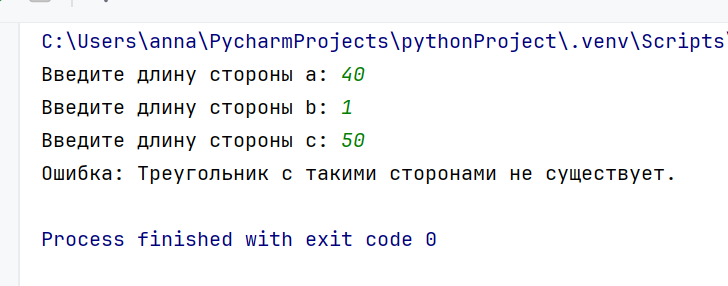 C:\Users\anna\PycharmProjects\pythonProject\.venv\Scripts\
Введите длину стороны a: 40
Введите длину стороны b: 1
Введите длину стороны c: 50
Ошибка: Треугольник с такими сторонами не существует.
Process finished with exit code 0